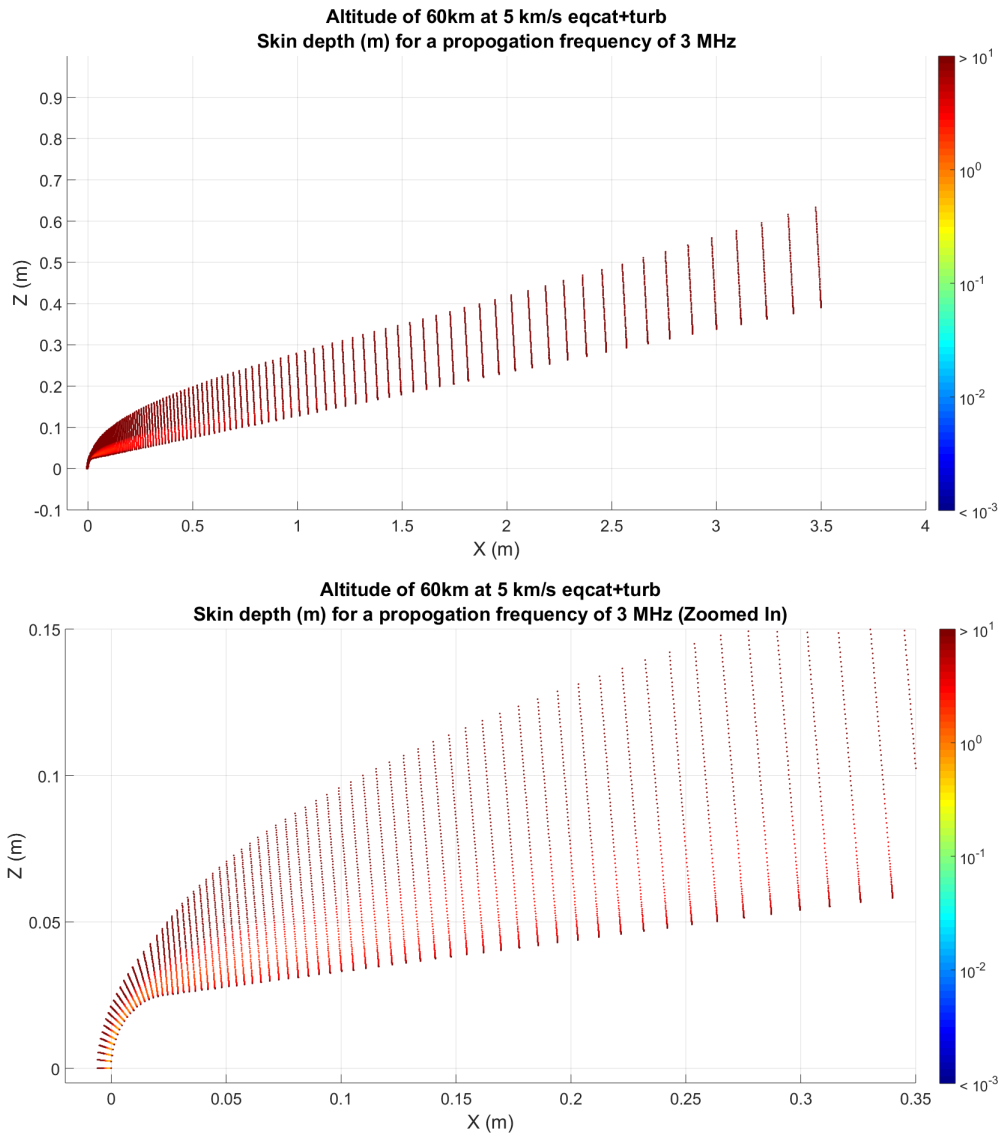 Altitude of 60km at 5 km/s eqcat+turb
Skin depth (m) for a propogation frequency of 3 MHz
0.9
0.8
0.7
0.6
0.5
0.4
0.3
0.2
0.1
0
-0.1
Z (m)
0 0.5 1 1.5 2 2.5 3 3.5 4
X (m)
> 10^1
10^0
10^-1
10^-2
< 10^-3
Altitude of 60km at 5 km/s eqcat+turb
Skin depth (m) for a propogation frequency of 3 MHz (Zoomed In)
0.15
0.1
0.05
0
Z (m)
0 0.05 0.1 0.15 0.2 0.25 0.3 0.35
X (m)
> 10^1
10^0
10^-1
10^-2
< 10^-3